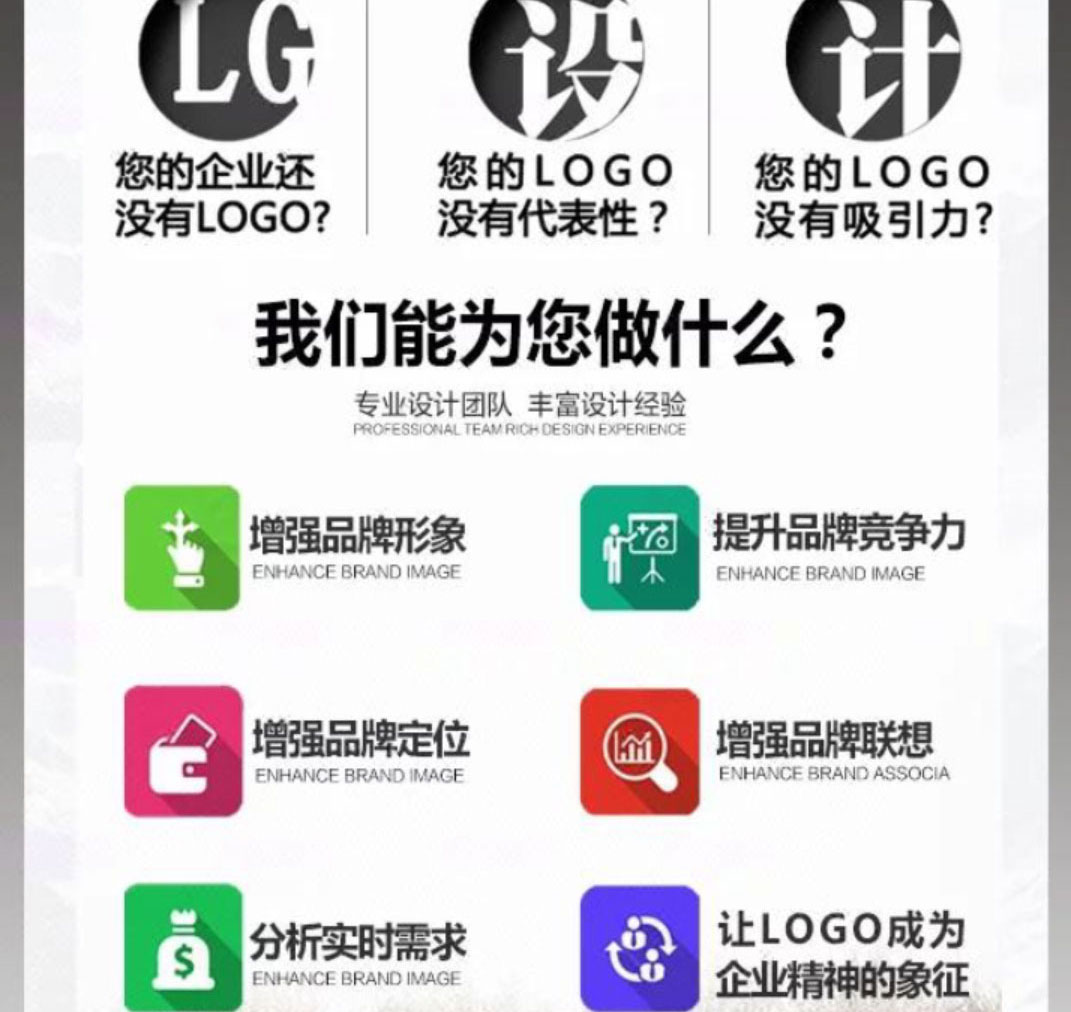 LG
设
计
您的企业还
没有LOGO?
您的LOGO
没有代表性？
您的LOGO
没有吸引力?
我们能为您做什么？
专业设计团队 丰富设计经验
PROFESSIONAL TEAM RICH DESIGN EXPERIENCE
增强品牌形象
ENHANCE BRAND IMAGE
提升品牌竞争力
ENHANCE BRAND IMAGE
增强品牌定位
ENHANCE BRAND IMAGE
增强品牌联想
ENHANCE BRAND ASSOCIA
分析实时需求
ENHANCE BRAND IMAGE
让LOGO成为
企业精神的象征